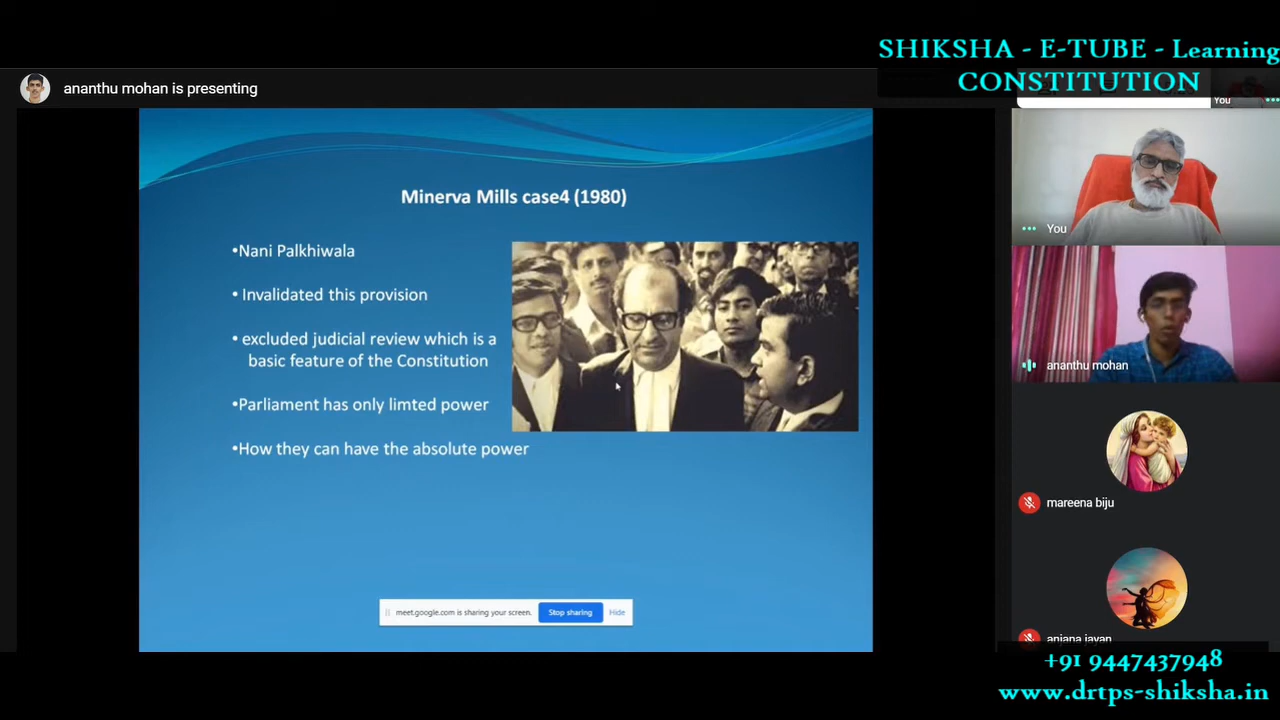 SHIKSHA - E-TUBE - Learning
CONSTITUTION
ananthu mohan is presenting
You
Minerva Mills case4 (1980)
•Nani Palkhiwala
• Invalidated this provision
• excluded judicial review which is a
basic feature of the Constitution
•Parliament has only limted power
•How they can have the absolute power
You
ananthu mohan
mareena biju
anjana jayan
meet.google.com is sharing your screen.
Stop sharing
Hide
+91 9447437948
www.drtps-shiksha.in